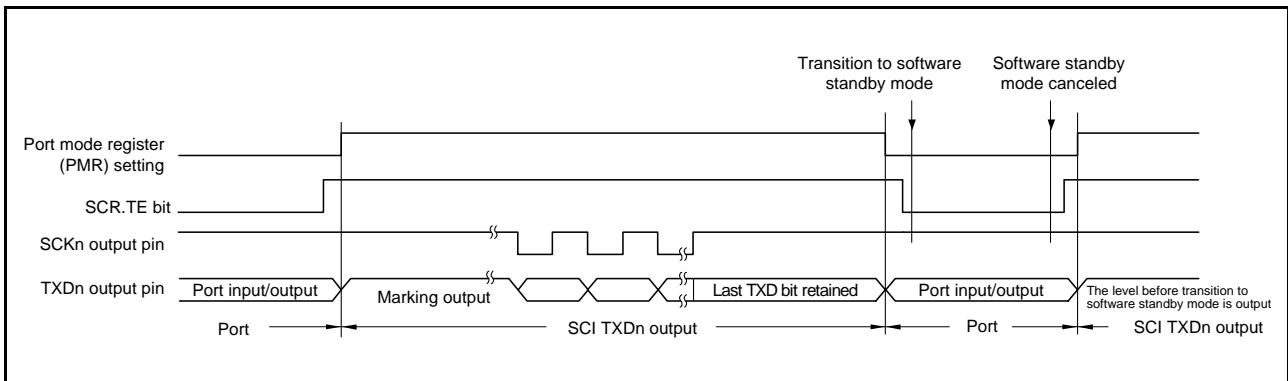 Transition to software
standby mode
Software standby
mode canceled
Port mode register
(PMR) setting
SCR.TE bit
SCKn output pin
TXDn output pin
Port input/output
Marking output
Last TXD bit retained
Port input/output
The level before transition to
software standby mode is output
Port
SCI TXDn output
Port
SCI TXDn output